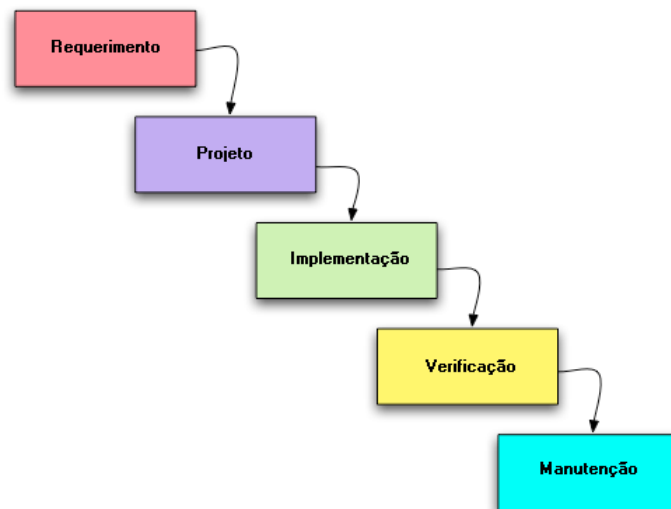 Requerimento
Projeto
Implementação
Verificação
Manutenção